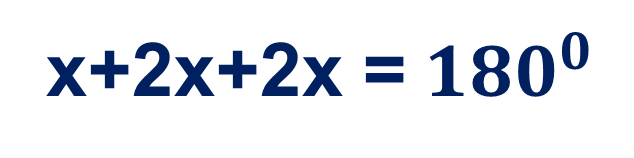 x+2x+2x = 180⁰